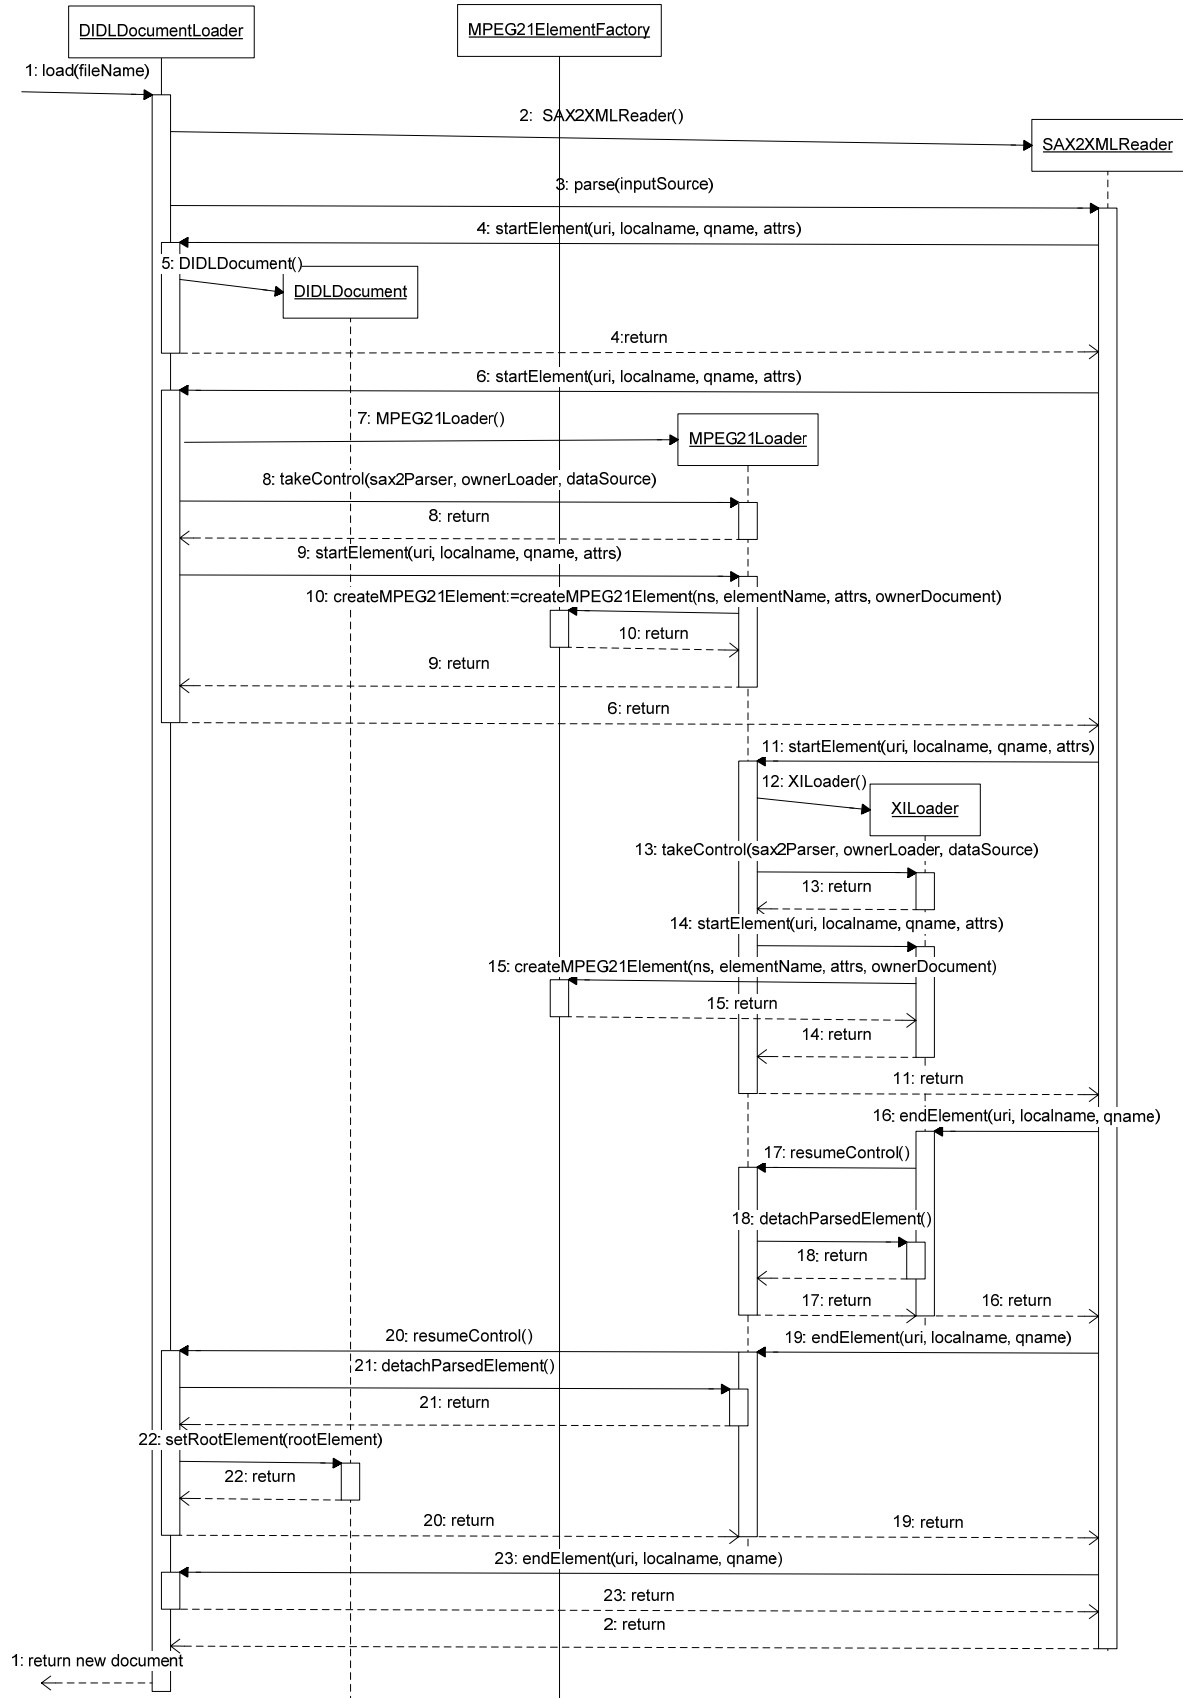 DIDLDocumentLoader
MPEG21ElementFactory
1: load(fileName)
2:  SAX2XMLReader()
SAX2XMLReader
3: parse(inputSource)
4: startElement(uri, localname, qname, attrs)
5: DIDLDocument()
DIDLDocument
4:return
6: startElement(uri, localname, qname, attrs)
7: MPEG21Loader()
MPEG21Loader
8: takeControl(sax2Parser, ownerLoader, dataSource)
8: return
9: startElement(uri, localname, qname, attrs)
10: createMPEG21Element:=createMPEG21Element(ns, elementName, attrs, ownerDocument)
10: return
9: return
6: return
11: startElement(uri, localname, qname, attrs)
12: XILoader()
XILoader
13: takeControl(sax2Parser, ownerLoader, dataSource)
13: return
14: startElement(uri, localname, qname, attrs)
15: createMPEG21Element(ns, elementName, attrs, ownerDocument)
15: return
14: return
11: return
16: endElement(uri, localname, qname)
17: resumeControl()
18: detachParsedElement()
18: return
17: return
16: return
20: resumeControl()
19: endElement(uri, localname, qname)
21: detachParsedElement()
21: return
22: setRootElement(rootElement)
22: return
20: return
19: return
23: endElement(uri, localname, qname)
23: return
2: return
1: return new document